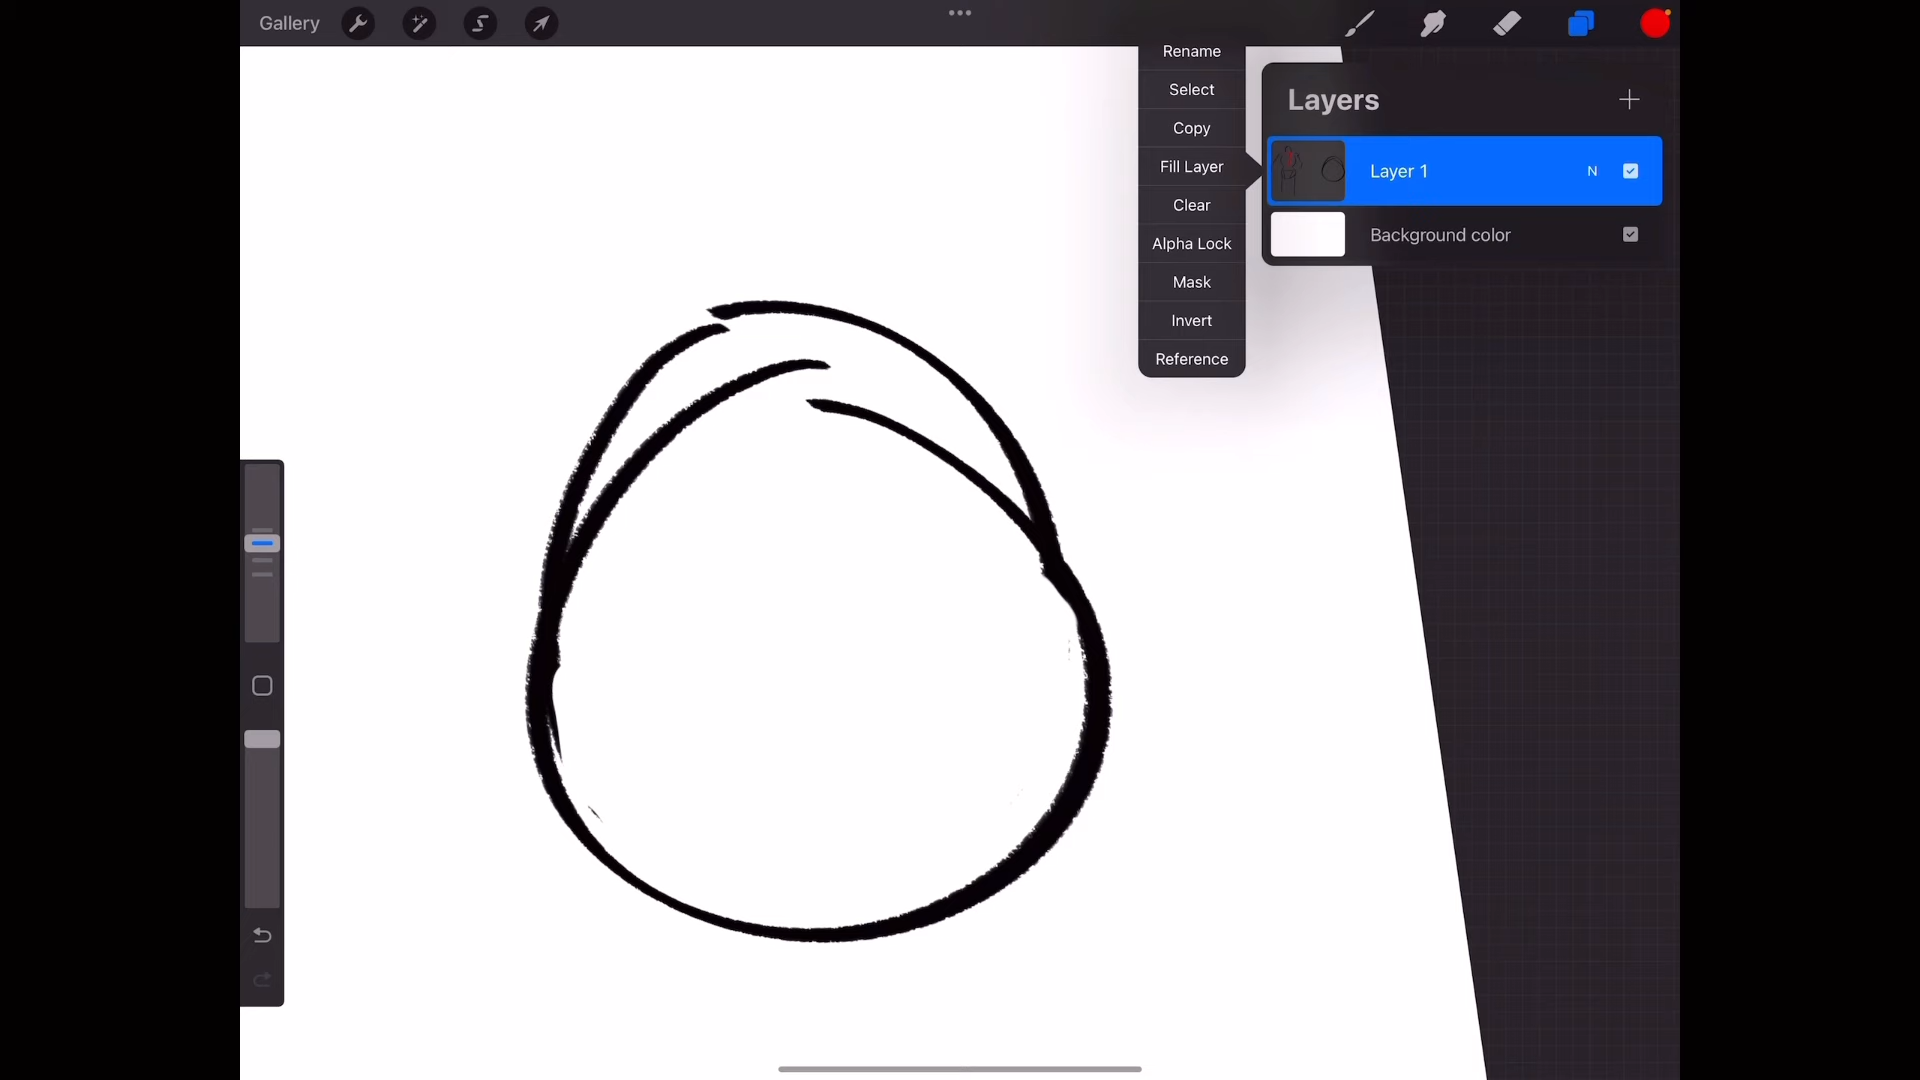 Gallery
Rename
Select
Copy
Fill Layer
Clear
Alpha Lock
Mask
Invert
Reference
Layers
Layer 1 N
Background color